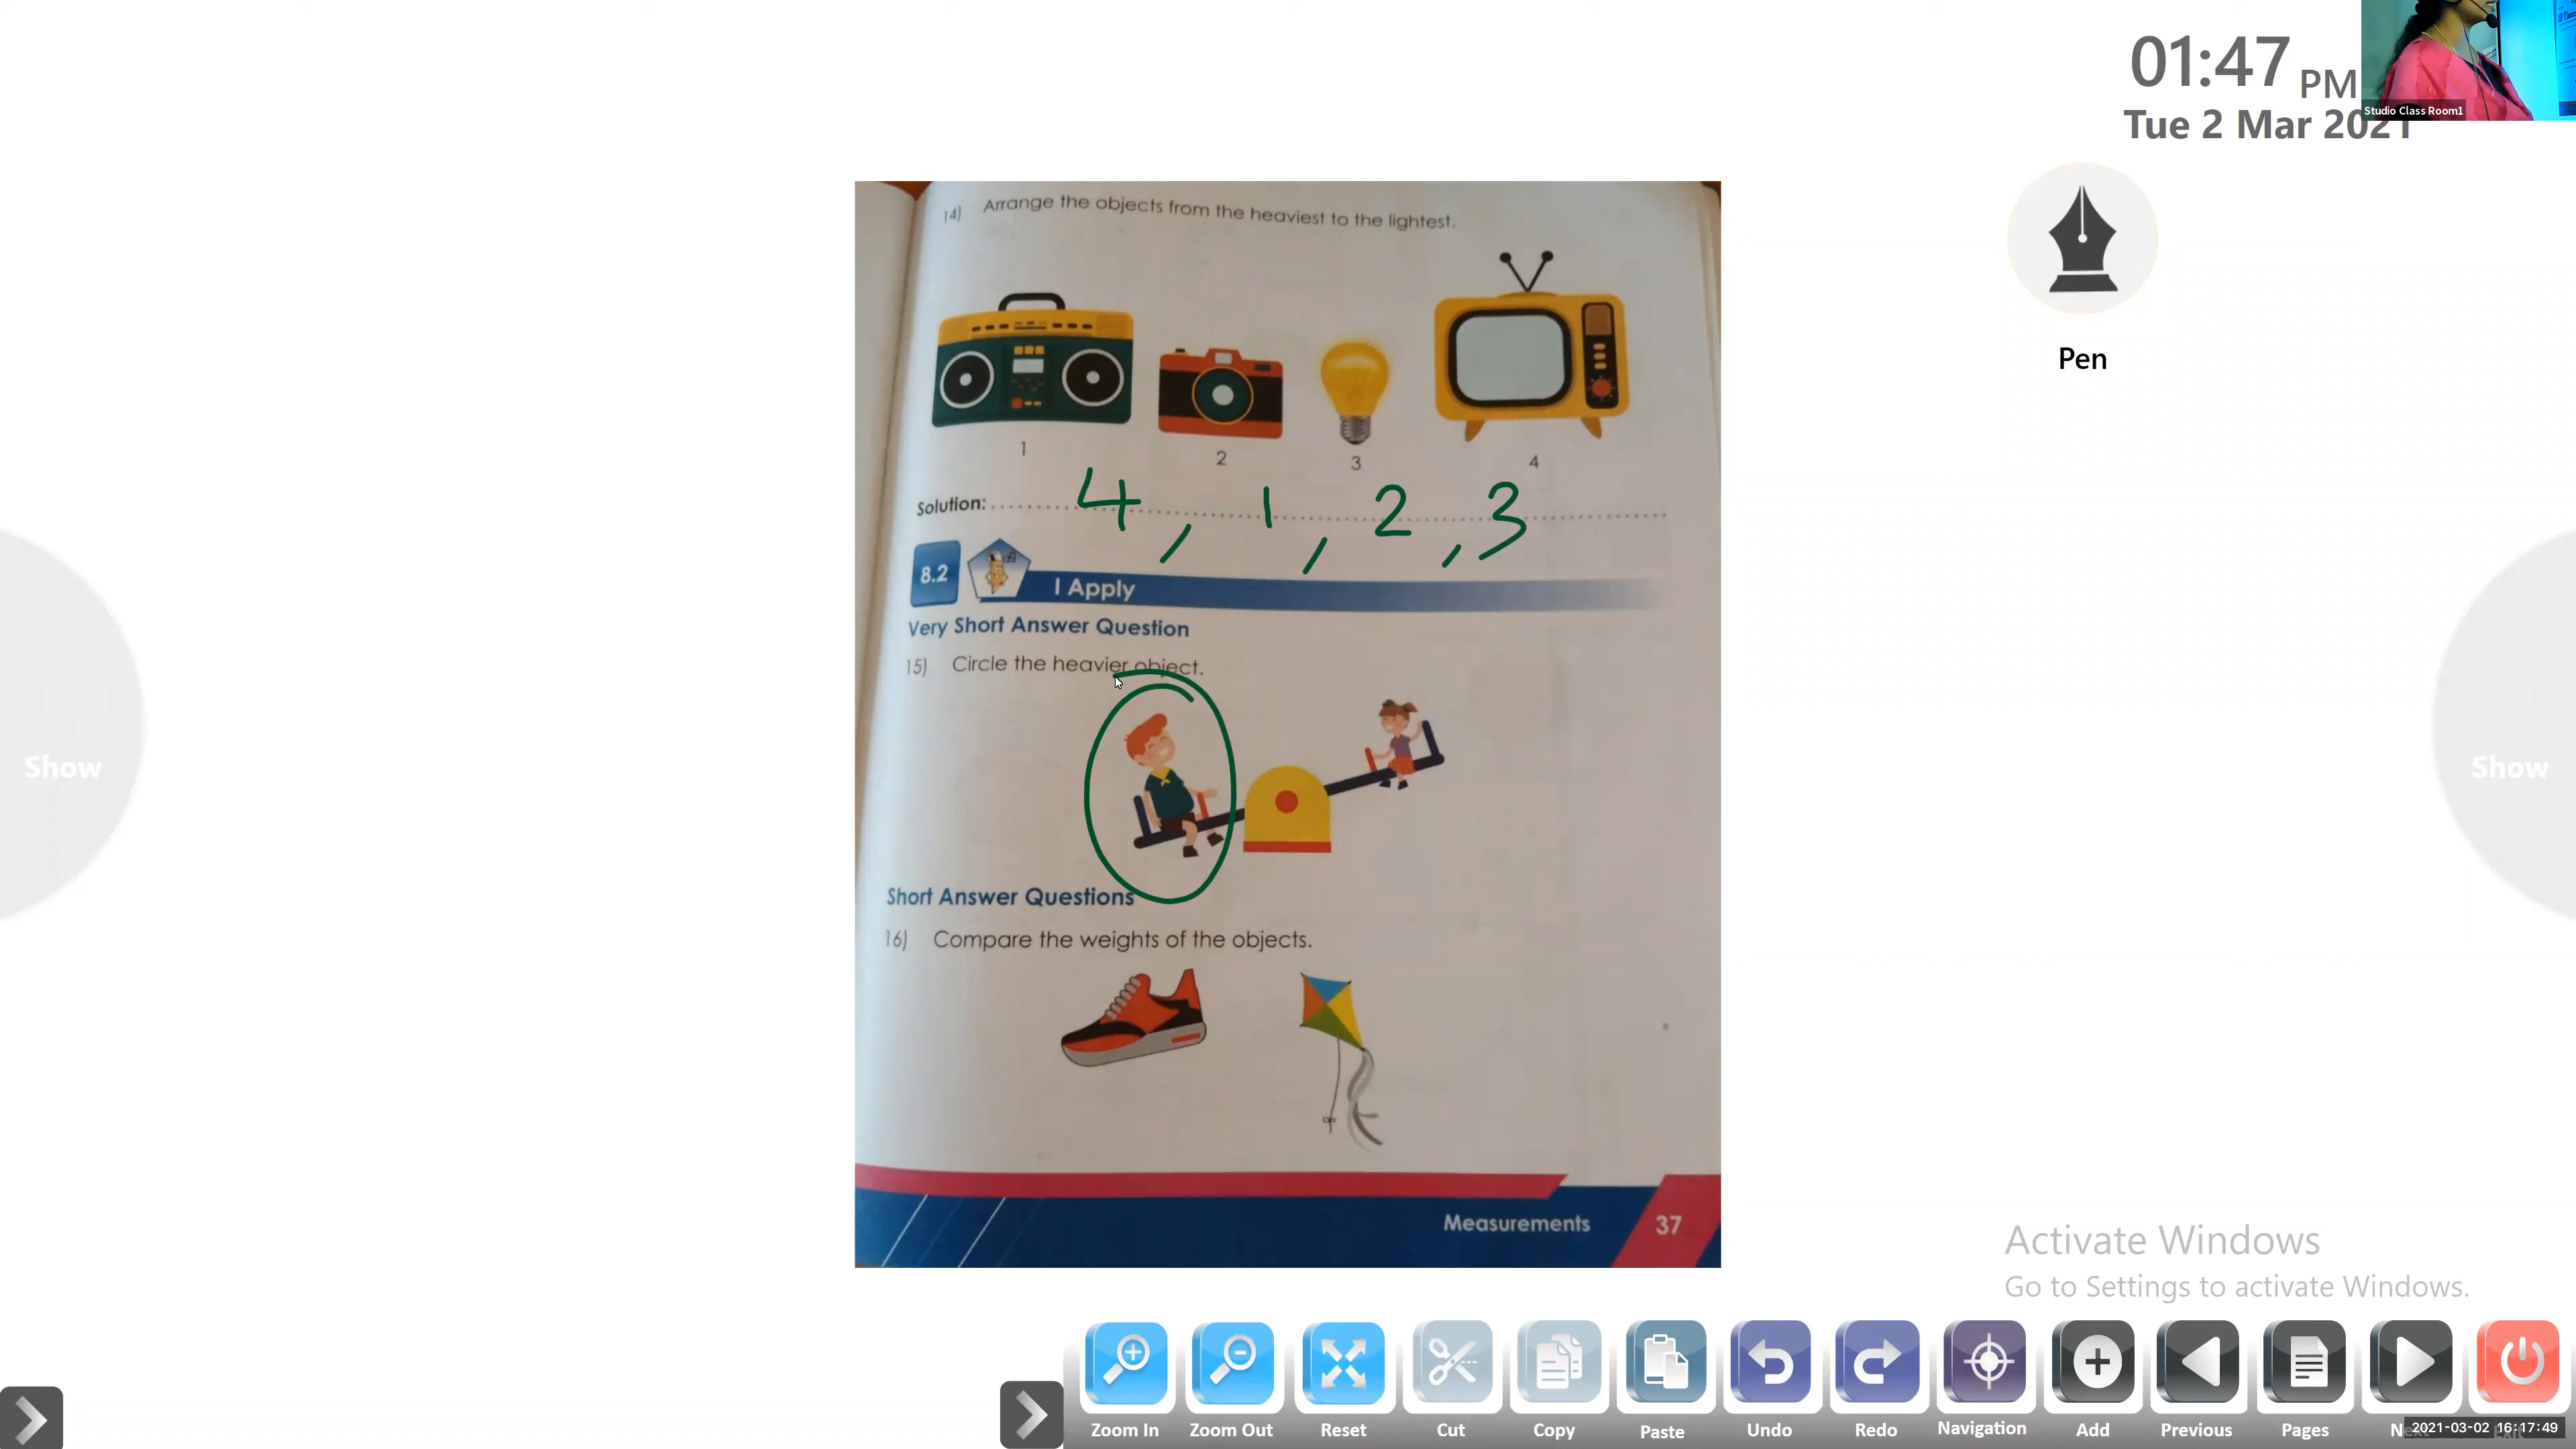 01:47 PM
Tue 2 Mar 2021
Studio Class Room1
Pen
14) Arrange the objects from the heaviest to the lightest.
1 2 3 4
Solution: 4, 1, 2, 3
8.2 I Apply
Very Short Answer Question
15) Circle the heavier object.
Show
Show
Short Answer Questions
16) Compare the weights of the objects.
Measurements 37
Activate Windows
Go to Settings to activate Windows.
Zoom In Zoom Out Reset Cut Copy Paste Undo Redo Navigation Add Previous Pages
2021-03-02 16:17:49